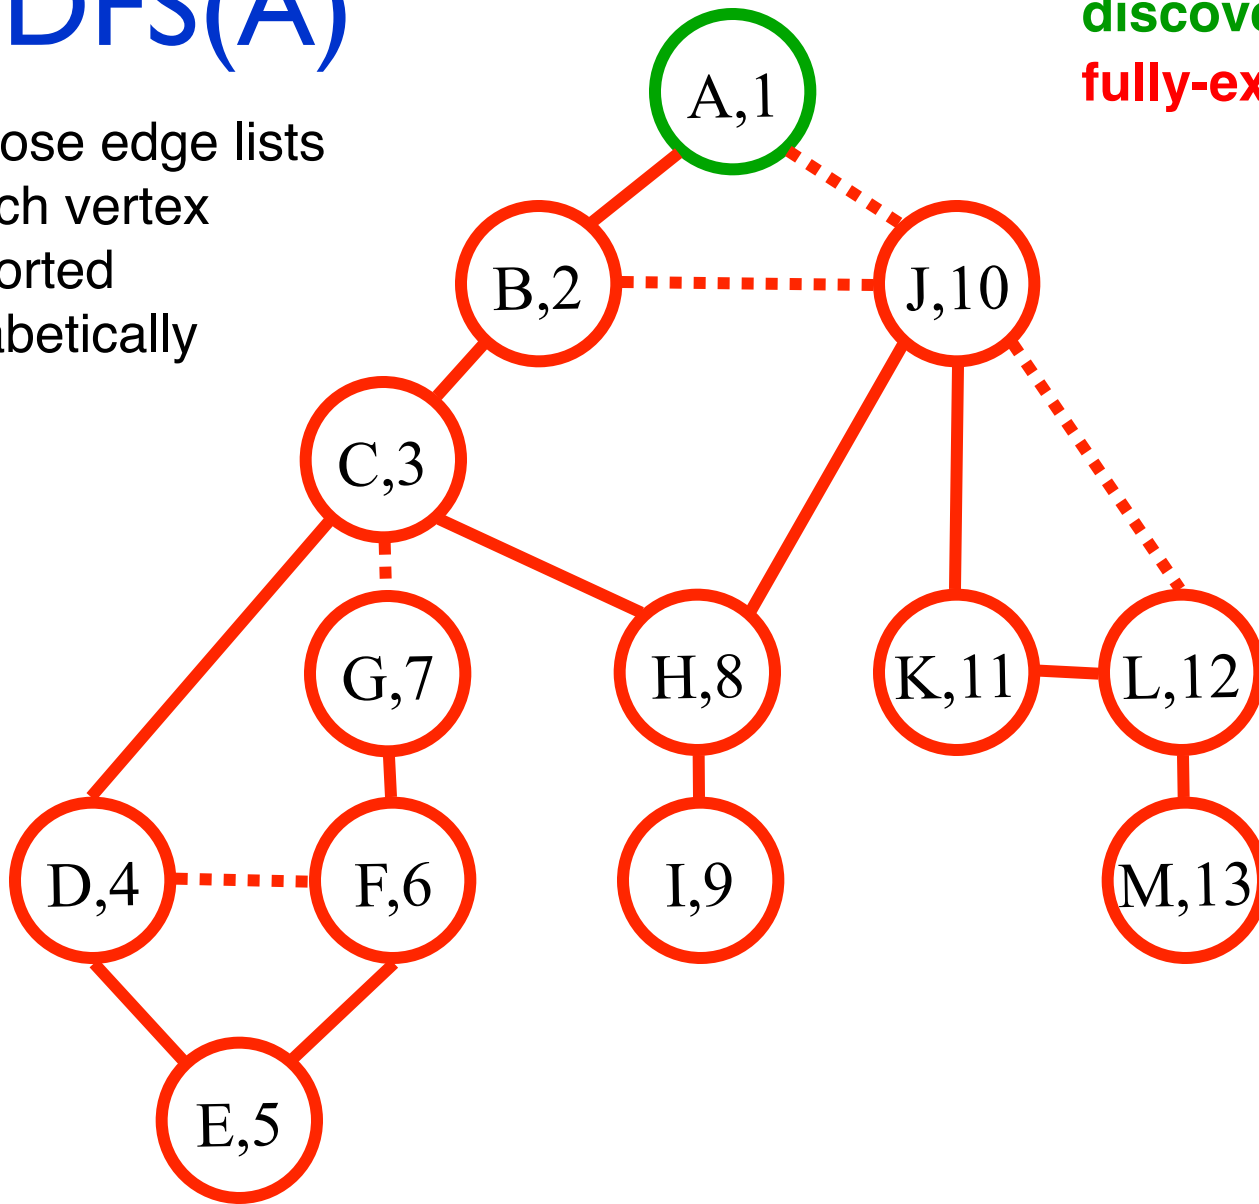 DFS(A)
discove
fully-ex
ose edge lists
ch vertex
orted
abetically
A,1
B,2
J,10
C,3
G,7
H,8
K,11
L,12
D,4
F,6
I,9
M,13
E,5